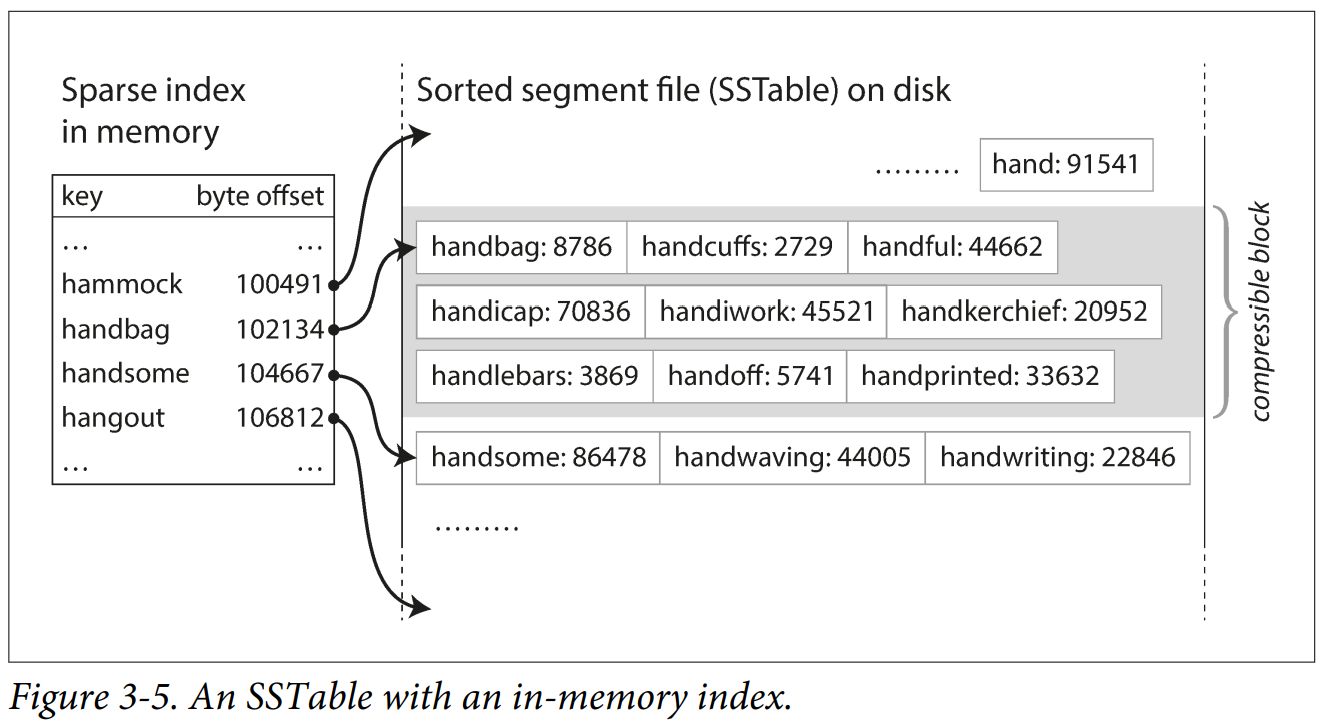 Sparse index
in memory
key byte offset
... ...
hammock 100491
handbag 102134
handsome 104667
hangout 106812
... ...
Sorted segment file (SSTable) on disk
......... hand: 91541
handbag: 8786 handcuffs: 2729 handful: 44662
handicap: 70836 handiwork: 45521 handkerchief: 20952
handlebars: 3869 handoff: 5741 handprinted: 33632
handsome: 86478 handwaving: 44005 handwriting: 22846
.........
compressible block
Figure 3-5. An SSTable with an in-memory index.